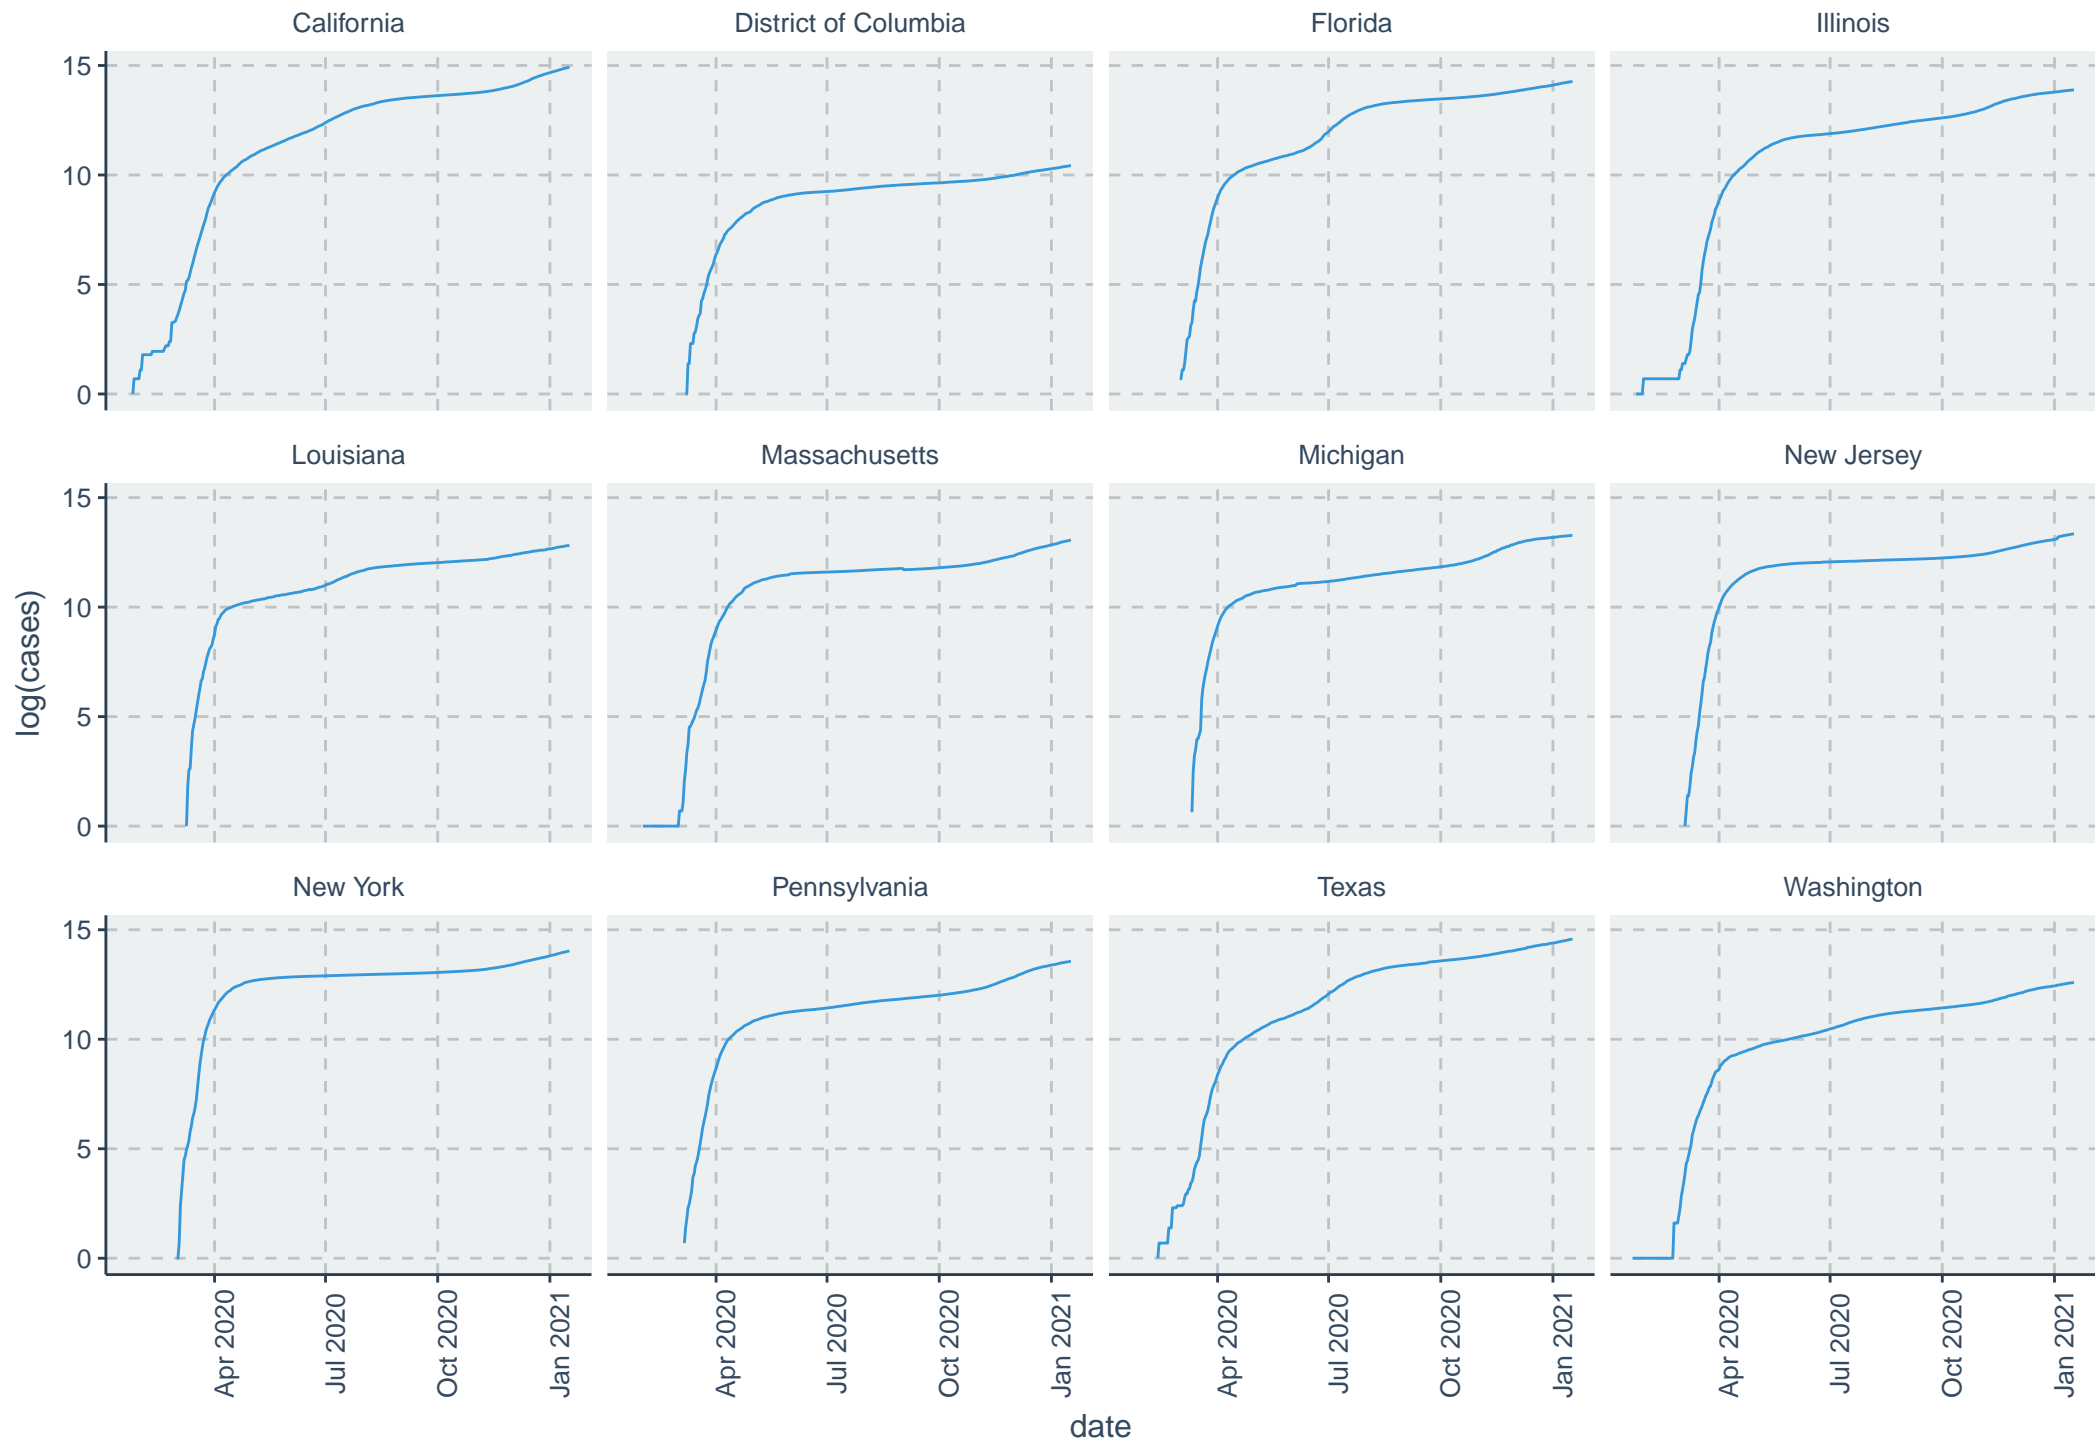 California
District of Columbia
Florida
Illinois
15
10
5
0
Louisiana
Massachusetts
Michigan
New Jersey
15
10
5
0
New York
Pennsylvania
Texas
Washington
15
10
5
0
log(cases)
Apr 2020
Jul 2020
Oct 2020
Jan 2021
Apr 2020
Jul 2020
Oct 2020
Jan 2021
Apr 2020
Jul 2020
Oct 2020
Jan 2021
Apr 2020
Jul 2020
Oct 2020
Jan 2021
date